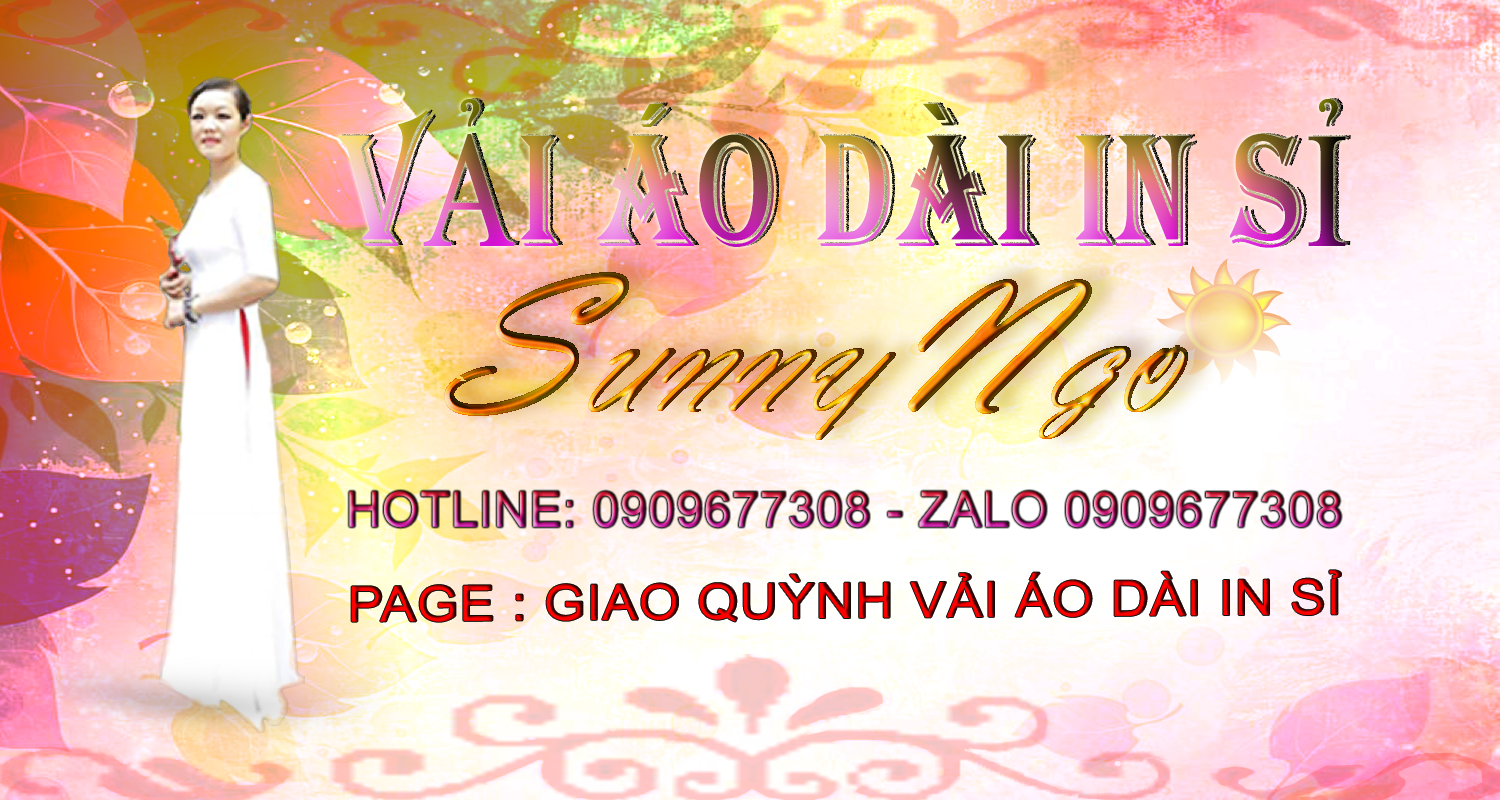 VẢI ÁO DÀI IN SỈ
Sunny Ngo
HOTLINE: 0909677308 - ZALO 0909677308
PAGE : GIAO QUỲNH VẢI ÁO DÀI IN SỈ